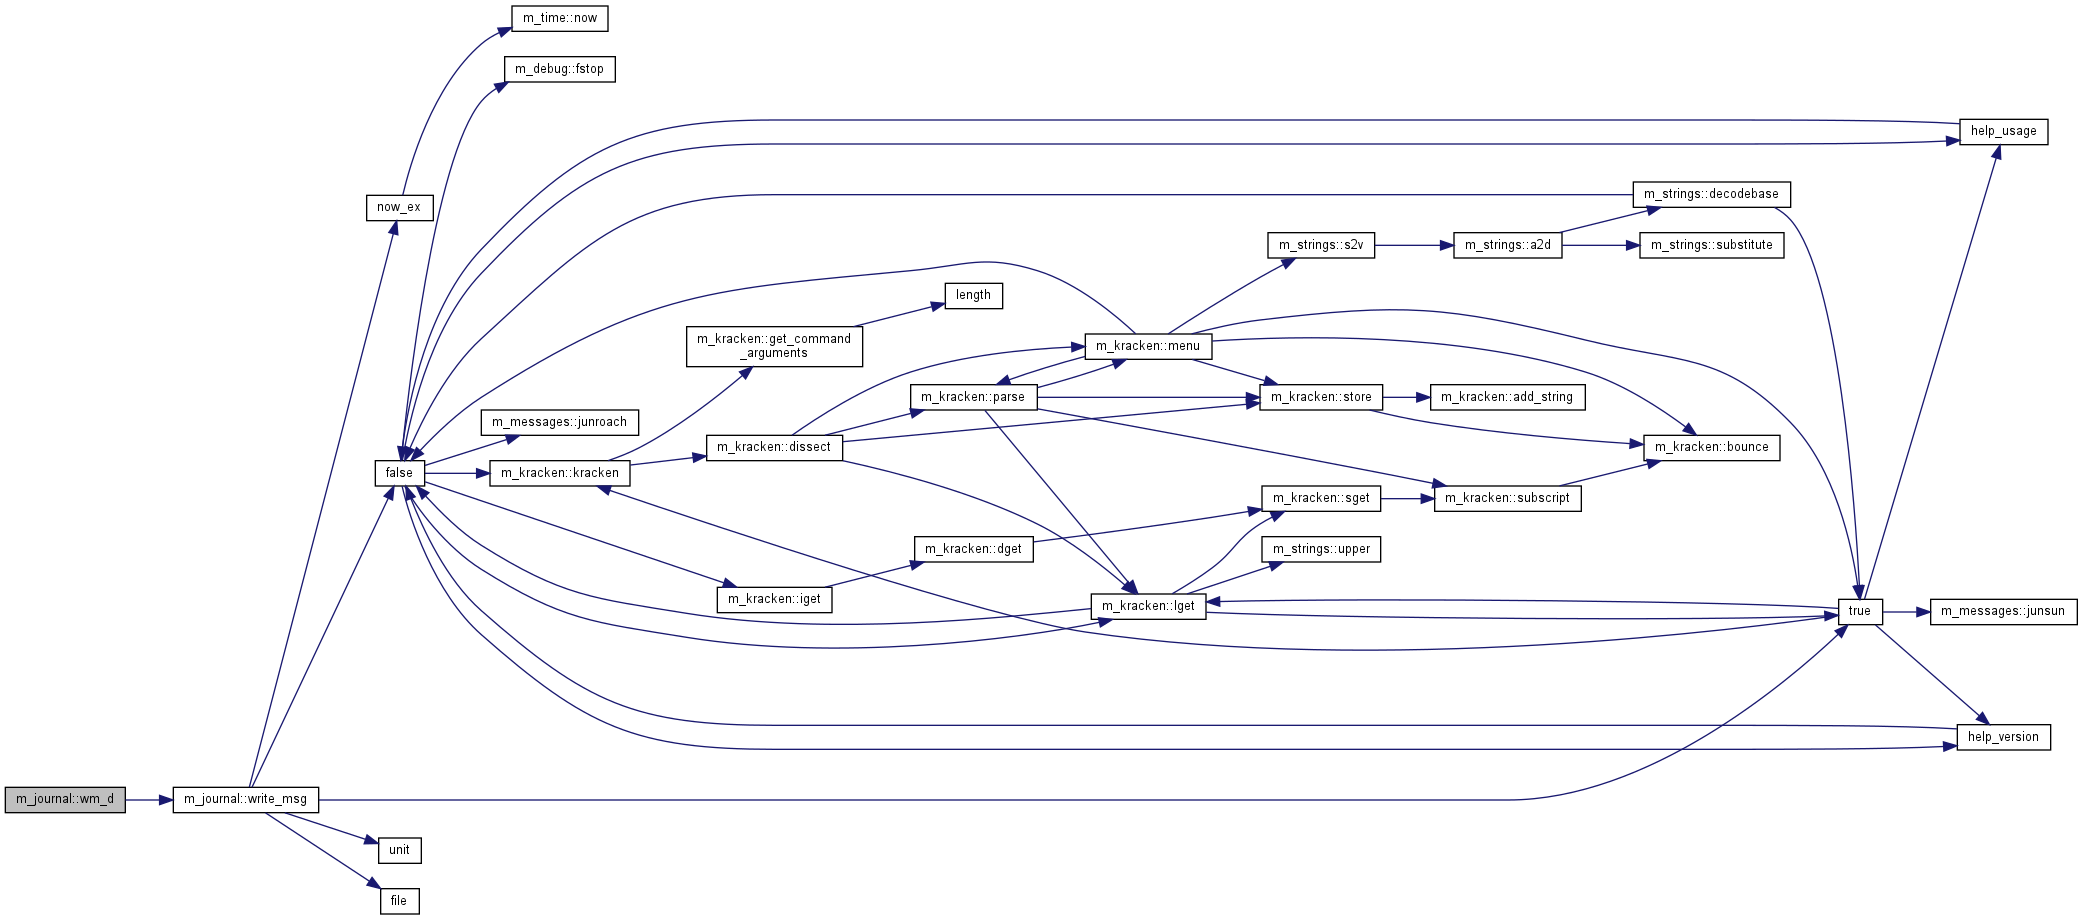 m_time::now
m_debug::fstop
help_usage
m_strings::decodebase
now_ex
m_strings::s2v
m_strings::a2d
m_strings::substitute
length
m_kracken::get_command
_arguments
m_kracken::menu
m_kracken::parse
m_kracken::store
m_kracken::add_string
m_messages::junroach
m_kracken::dissect
m_kracken::bounce
false
m_kracken::kracken
m_kracken::sget
m_kracken::subscript
m_kracken::dget
m_strings::upper
m_kracken::iget
m_kracken::lget
true
m_messages::junsun
help_version
m_journal::wm_d
m_journal::write_msg
unit
file